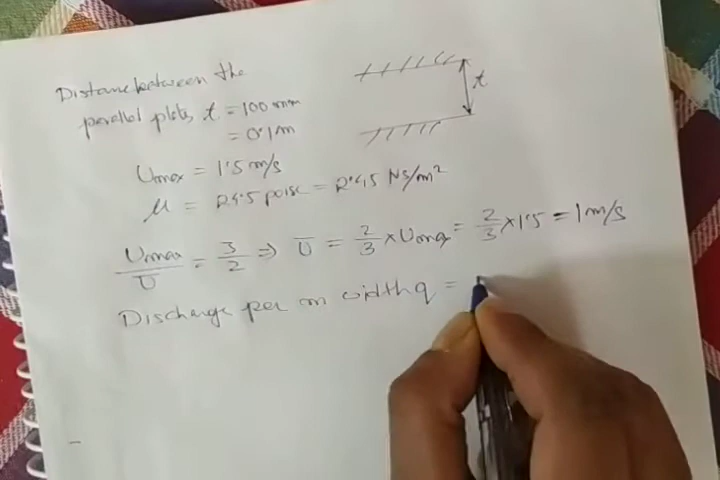 Distance between the
parallel plates, t = 100 mm
= 0.1m
t
Umax = 1.5 m/s
μ = 24.5 poise = 2.45 NS/m²
Umax/U̅ = 3/2 ⇒ U̅ = 2/3 × Umax = 2/3 × 1.5 = 1 m/s
Discharge per m width q =